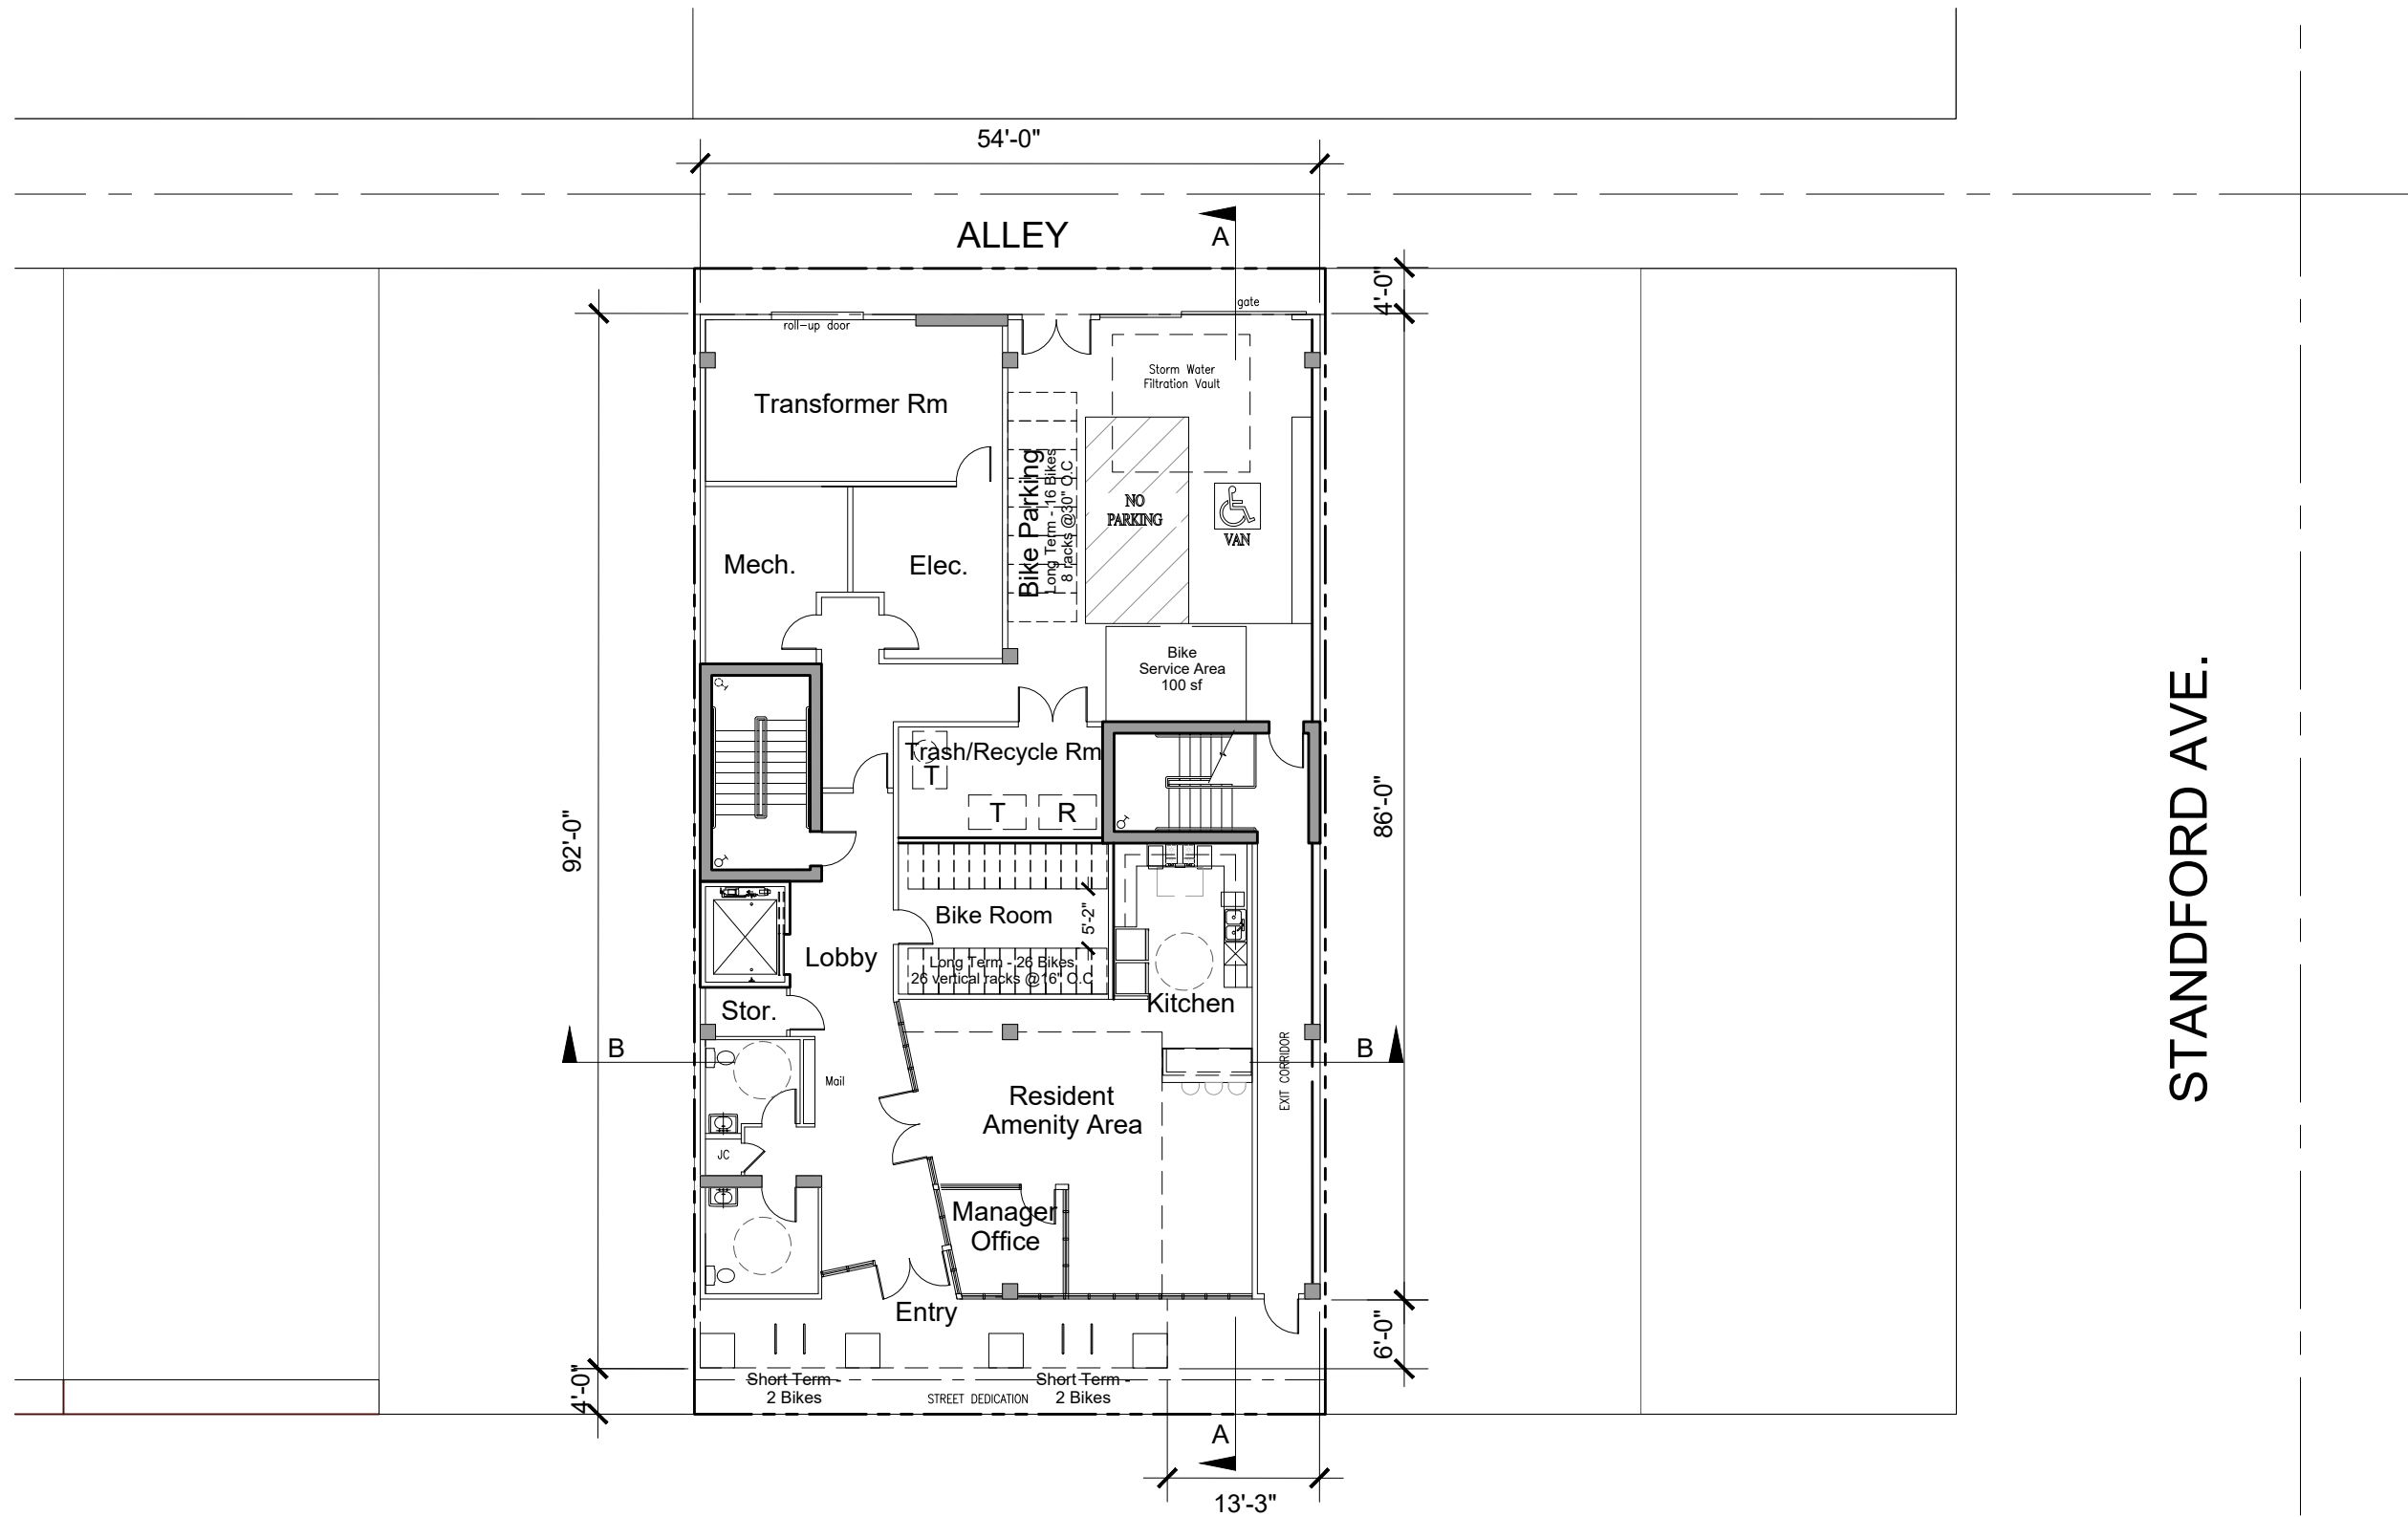 54'-0"
ALLEY
A
4'-0"
gate
roll-up door
Storm Water
Filtration Vault
Transformer Rm
Bike Parking
Long Term - 16 Bikes
8 racks @30" O.C
NO
PARKING
VAN
Mech.
Elec.
Bike
Service Area
100 sf
STANDFORD AVE.
Trash/Recycle Rm
T
T
R
92'-0"
86'-0"
Bike Room
5'-2"
Lobby
Long Term - 26 Bikes
26 vertical racks @16" O.C
Kitchen
Stor.
B
B
EXIT CORRIDOR
Mail
Resident
Amenity Area
JC
Manager
Office
Entry
6'-0"
4'-0"
Short Term -
2 Bikes
STREET DEDICATION
Short Term -
2 Bikes
A
13'-3"